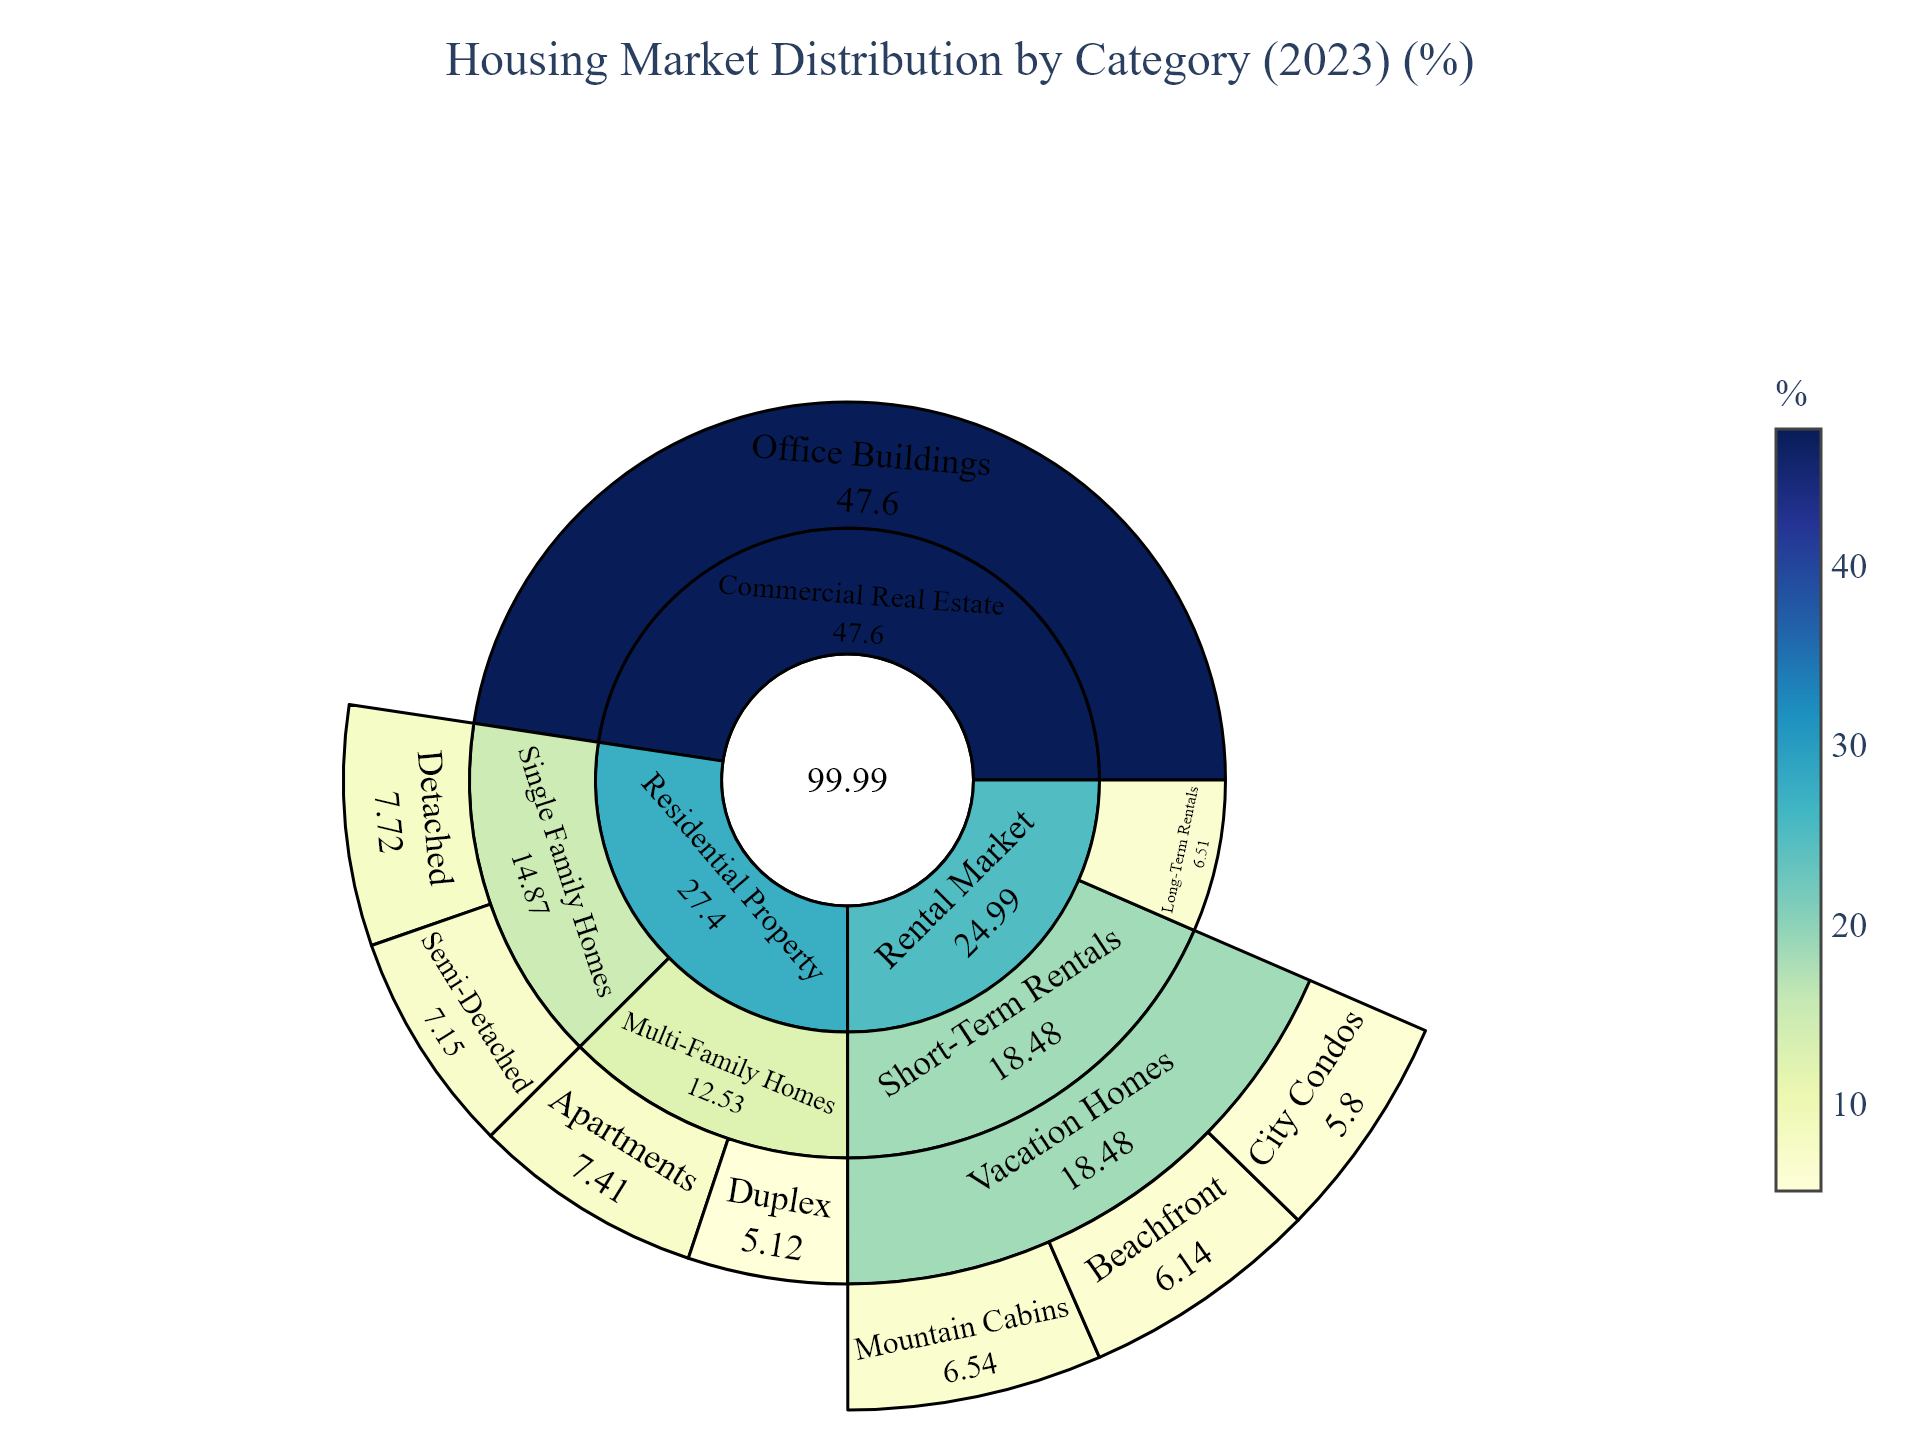 Housing Market Distribution by Category (2023) (%)
%
40
30
20
10
Office Buildings
47.6
Commercial Real Estate
47.6
99.99
Residential Property
27.4
Rental Market
24.99
Single Family Homes
14.87
Multi-Family Homes
12.53
Detached
7.72
Semi-Detached
7.15
Apartments
7.41
Duplex
5.12
Long-Term Rentals
6.51
Short-Term Rentals
18.48
Vacation Homes
18.48
City Condos
5.8
Beachfront
6.14
Mountain Cabins
6.54